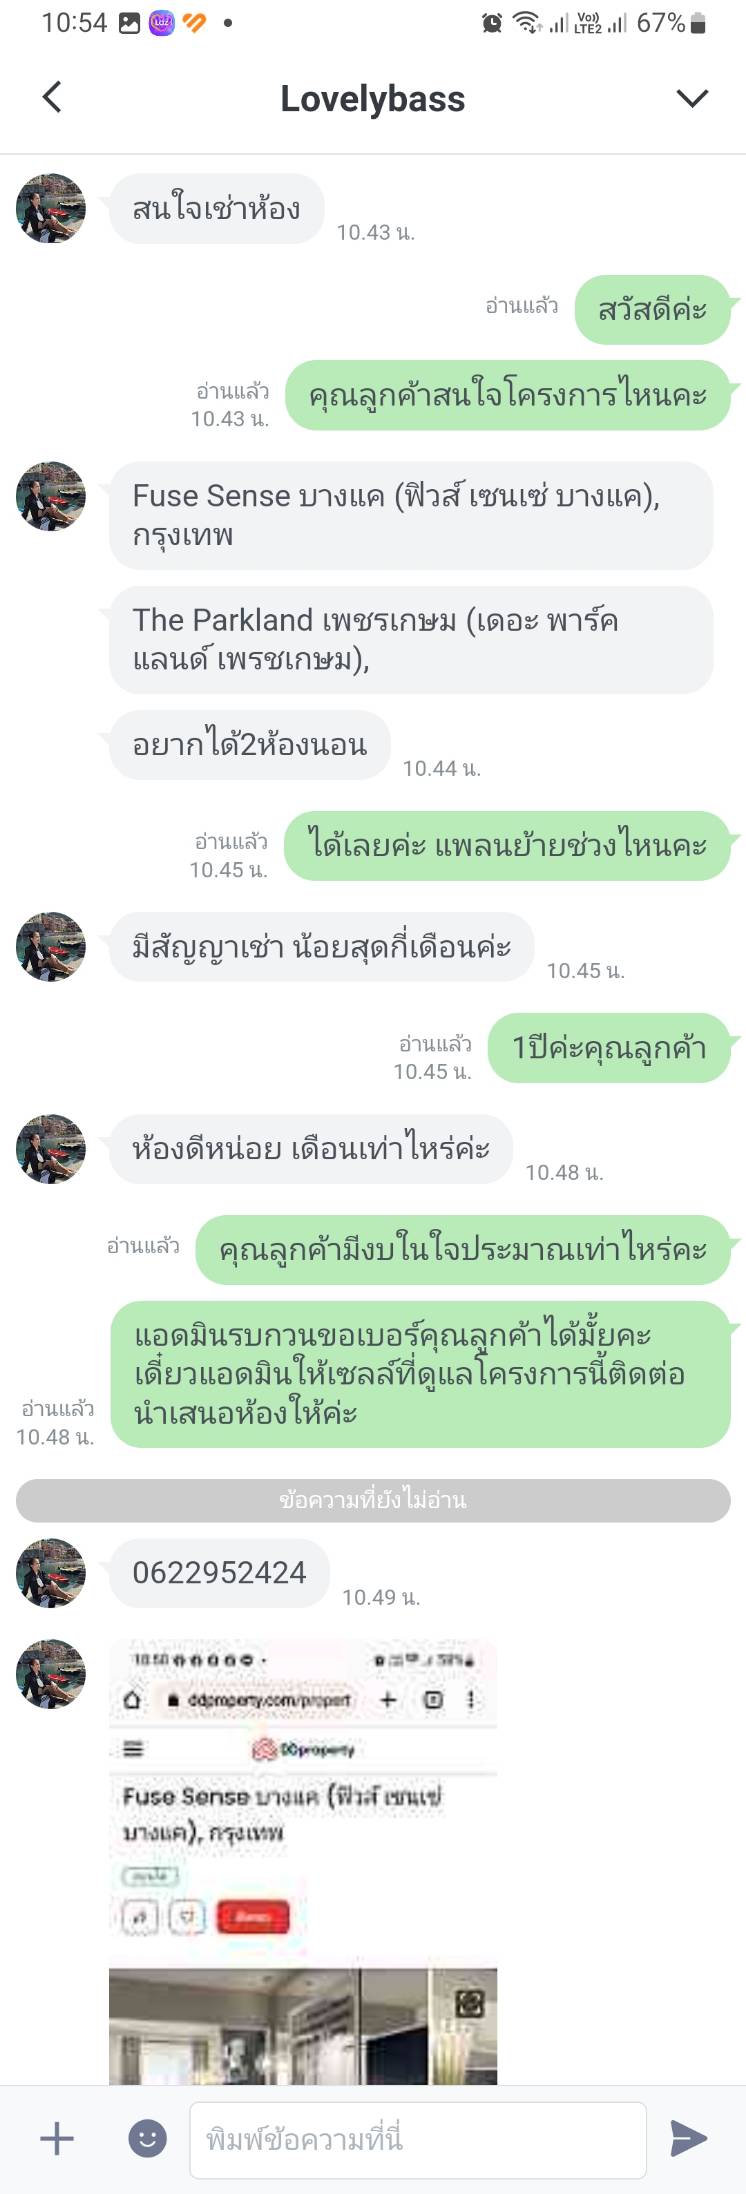 10:54
Vo)) LTE2
67%
Lovelybass
สนใจเช่าห้อง
10.43 น.
อ่านแล้ว
สวัสดีค่ะ
อ่านแล้ว
10.43 น.
คุณลูกค้าสนใจโครงการไหนคะ
Fuse Sense บางแค (ฟิวส์ เซนเซ่ บางแค),
กรุงเทพ
The Parkland เพชรเกษม (เดอะ พาร์ค
แลนด์ เพรชเกษม),
อยากได้2ห้องนอน
10.44 น.
อ่านแล้ว
10.45 น.
ได้เลยค่ะ แพลนย้ายช่วงไหนคะ
มีสัญญาเช่า น้อยสุดกี่เดือนค่ะ
10.45 น.
อ่านแล้ว
10.45 น.
1ปีค่ะคุณลูกค้า
ห้องดีหน่อย เดือนเท่าไหร่ค่ะ
10.48 น.
อ่านแล้ว
คุณลูกค้ามีงบในใจประมาณเท่าไหร่คะ
แอดมินรบกวนขอเบอร์คุณลูกค้าได้มั้ยคะ
เดี๋ยวแอดมินให้เซลล์ที่ดูแลโครงการนี้ติดต่อ
นำเสนอห้องให้ค่ะ
อ่านแล้ว
10.48 น.
ข้อความที่ยังไม่อ่าน
0622952424
10.49 น.
ddproperty.com/propert
DDproperty
Fuse Sense บางแค (ฟิวส์ เซนเซ่
บางแค), กรุงเทพ
พิมพ์ข้อความที่นี่